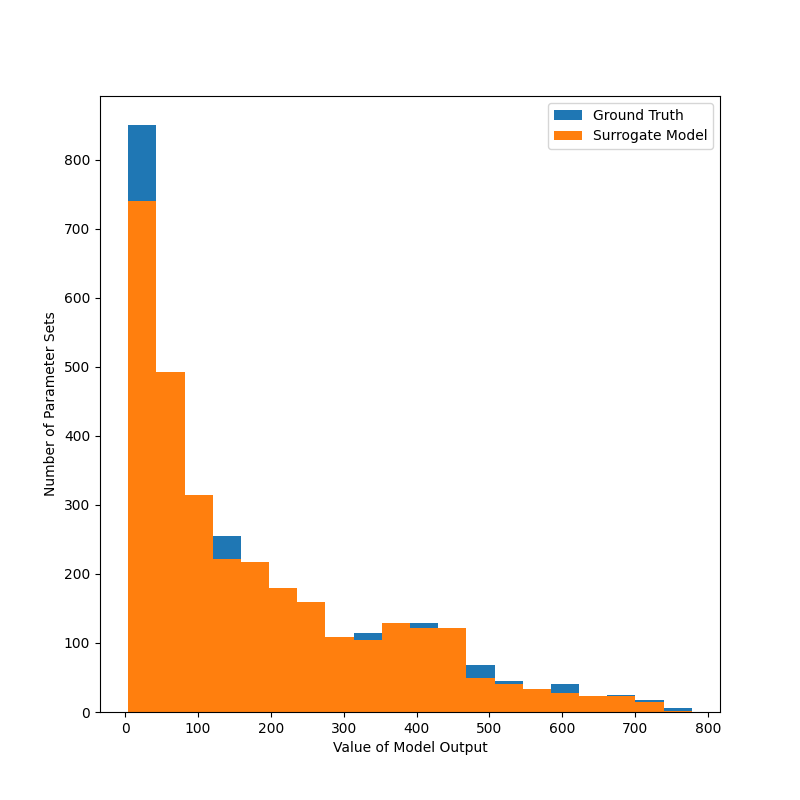 Ground Truth
Surrogate Model
800
700
600
500
400
300
200
100
0
Number of Parameter Sets
0 100 200 300 400 500 600 700 800
Value of Model Output